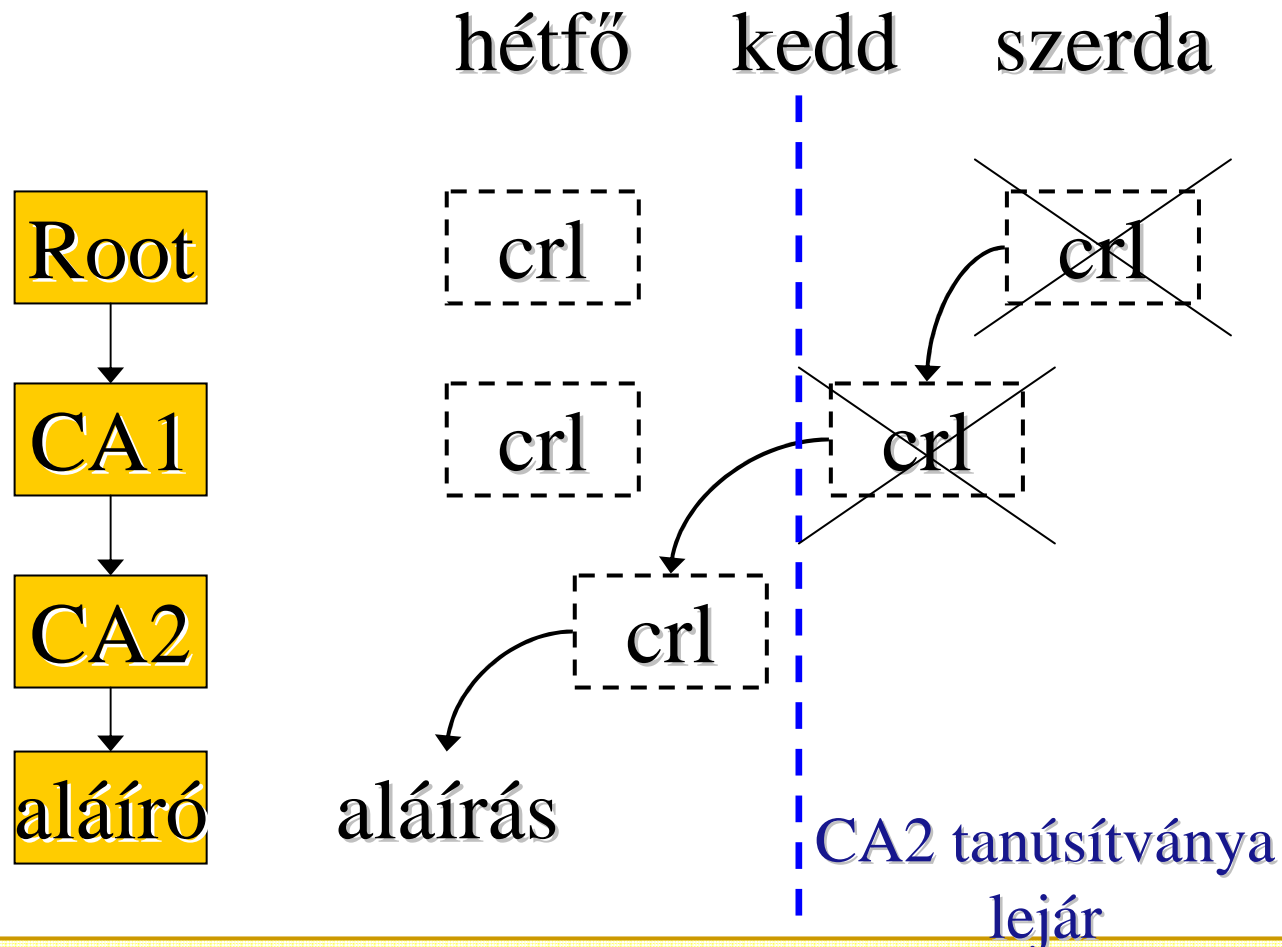 hétfő kedd szerda
Root crl crl
CA1 crl crl
CA2 crl
aláíró aláírás
CA2 tanúsítványa
lejár